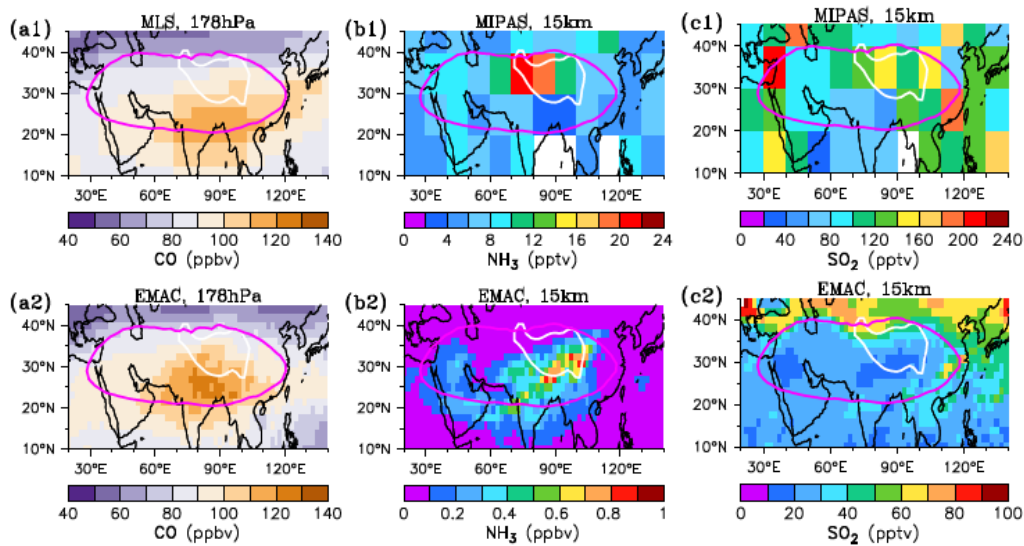 (a1) MLS, 178hPa
40°N
30°N
20°N
10°N
30°E 60°E 90°E 120°E
40 60 80 100 120 140
CO (ppbv)
(b1) MIPAS, 15km
40°N
30°N
20°N
10°N
30°E 60°E 90°E 120°E
0 4 8 12 16 20 24
NH₃ (pptv)
(c1) MIPAS, 15km
40°N
30°N
20°N
10°N
30°E 60°E 90°E 120°E
0 40 80 120 160 200 240
SO₂ (pptv)
(a2) EMAC, 178hPa
40°N
30°N
20°N
10°N
30°E 60°E 90°E 120°E
40 60 80 100 120 140
CO (ppbv)
(b2) EMAC, 15km
40°N
30°N
20°N
10°N
30°E 60°E 90°E 120°E
0 0.2 0.4 0.6 0.8 1
NH₃ (ppbv)
(c2) EMAC, 15km
40°N
30°N
20°N
10°N
30°E 60°E 90°E 120°E
0 20 40 60 80 100
SO₂ (pptv)